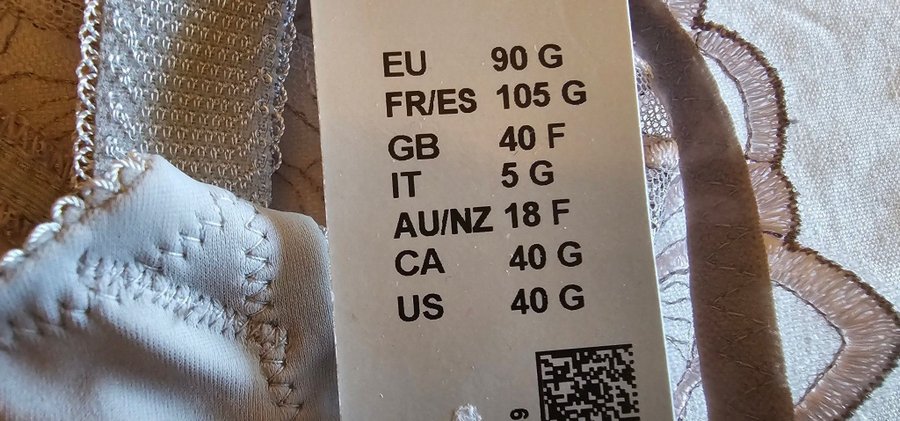 EU 90 G
FR/ES 105 G
GB 40 F
IT 5 G
AU/NZ 18 F
CA 40 G
US 40 G